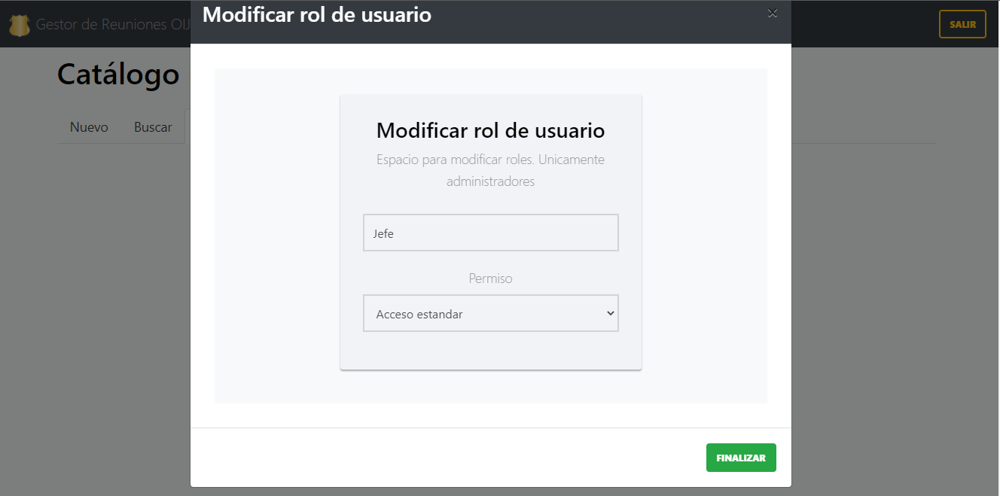 Modificar rol de usuario
×
Gestor de Reuniones OIJ
SALIR
Catálogo
Nuevo
Buscar
Modificar rol de usuario
Espacio para modificar roles. Unicamente
administradores
Jefe
Permiso
Acceso estandar
FINALIZAR